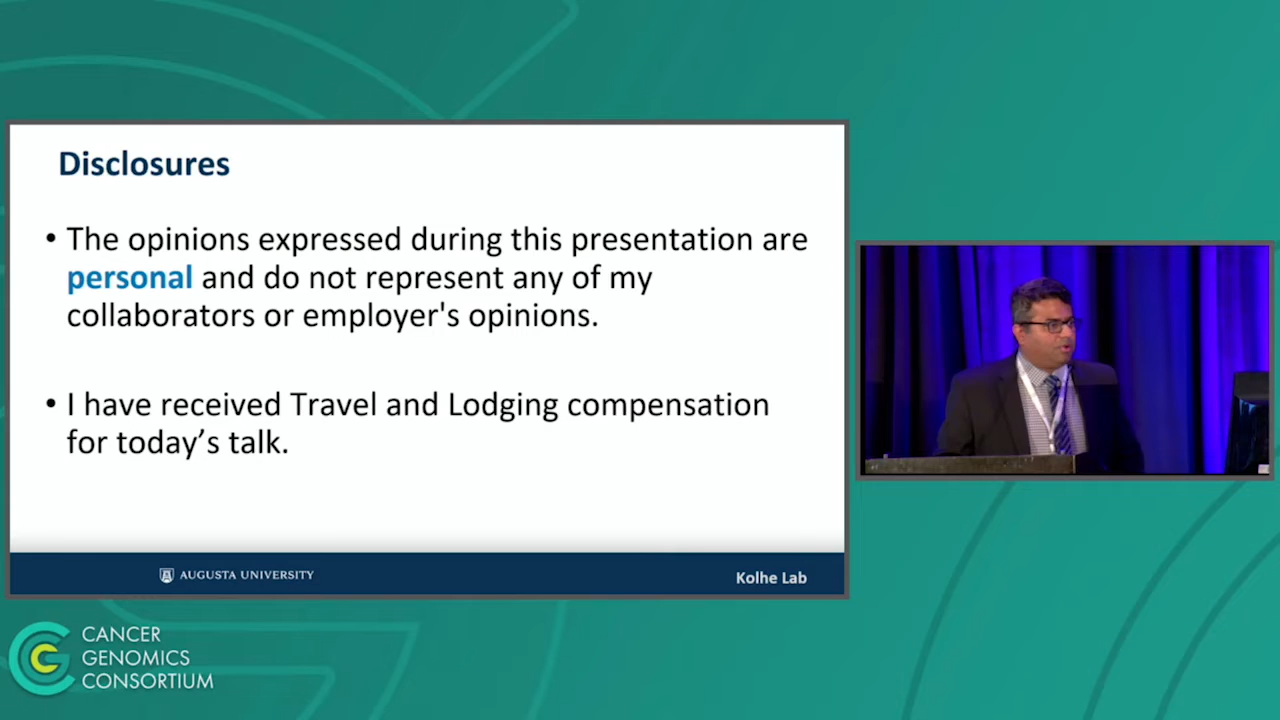 Disclosures
• The opinions expressed during this presentation are
personal and do not represent any of my
collaborators or employer's opinions.
• I have received Travel and Lodging compensation
for today’s talk.
AUGUSTA UNIVERSITY
Kolhe Lab
CANCER
GENOMICS
CONSORTIUM